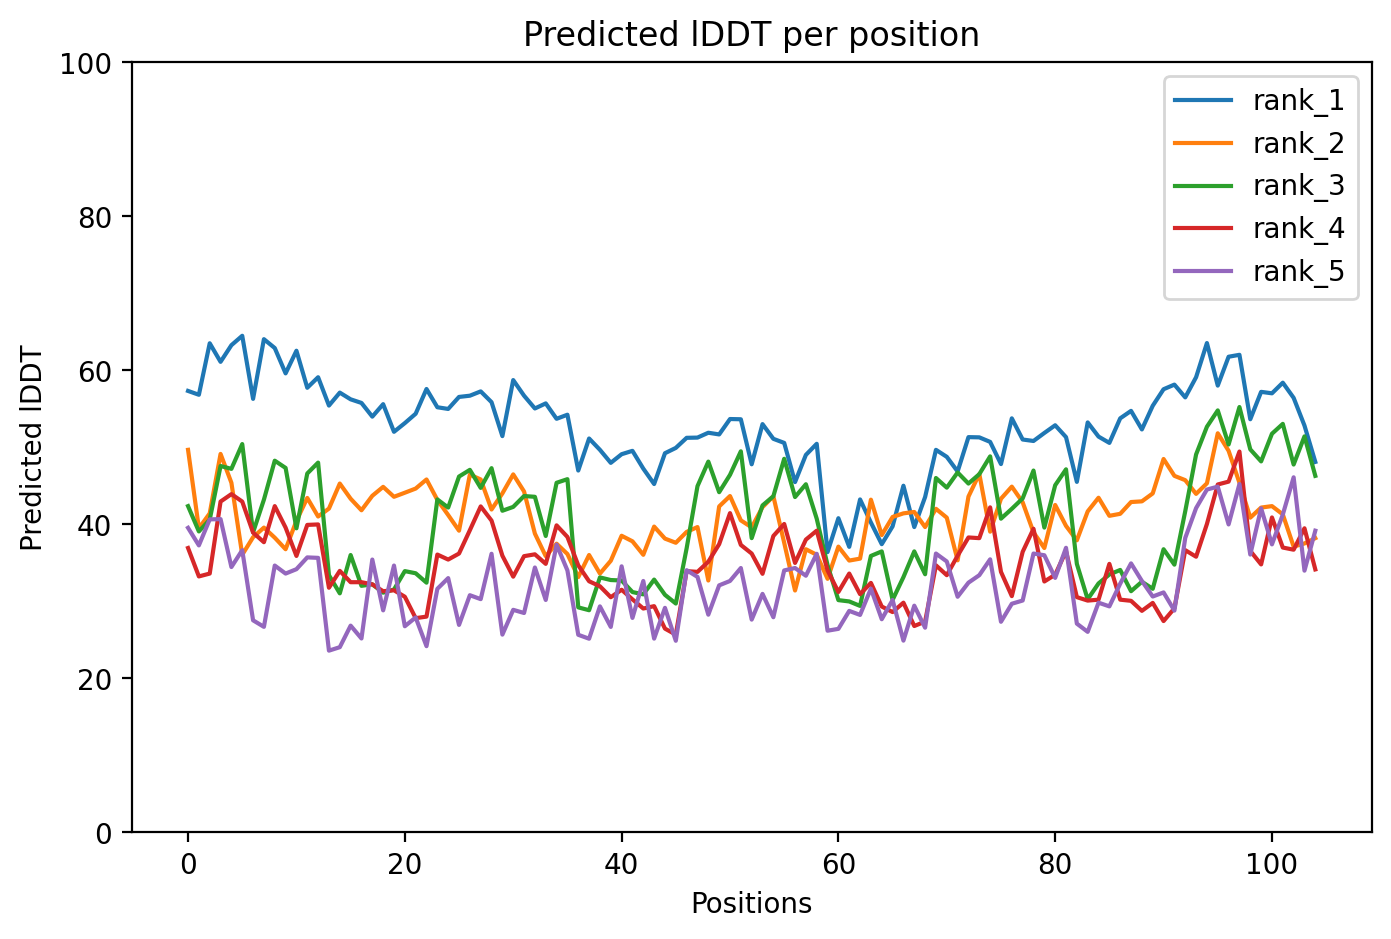 Predicted lDDT per position
100
80
60
40
20
0
Predicted lDDT
0 20 40 60 80 100
Positions
rank_1
rank_2
rank_3
rank_4
rank_5